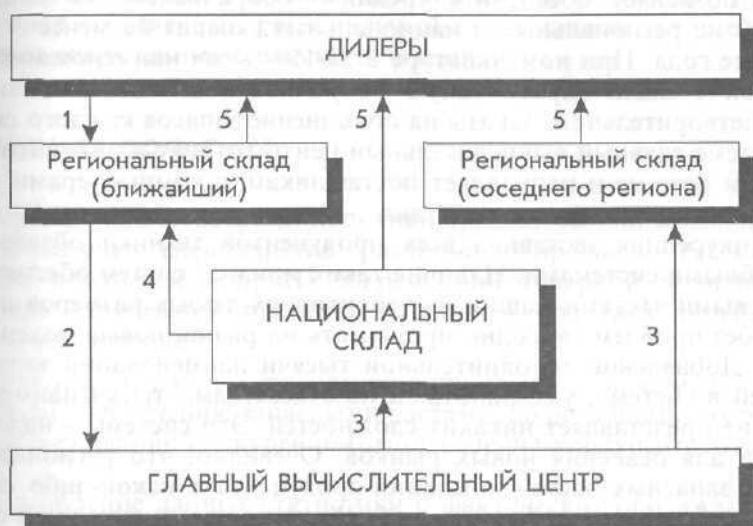 ДИЛЕРЫ
1
5
5
5
Региональный склад
(ближайший)
Региональный склад
(соседнего региона)
4
НАЦИОНАЛЬНЫЙ
СКЛАД
2
3
3
ГЛАВНЫЙ ВЫЧИСЛИТЕЛЬНЫЙ ЦЕНТР